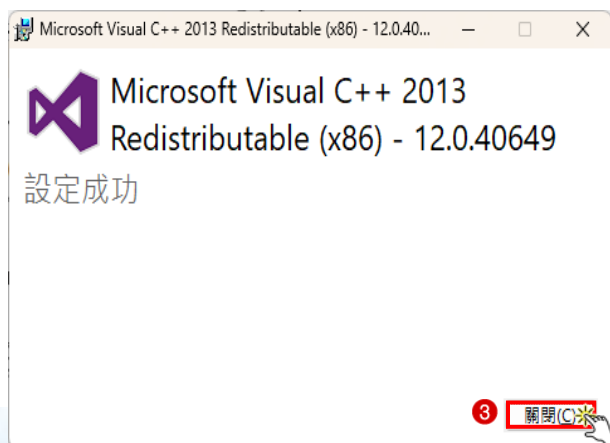 Microsoft Visual C++ 2013 Redistributable (x86) - 12.0.40...
Microsoft Visual C++ 2013
Redistributable (x86) - 12.0.40649
設定成功
3 關閉(C)